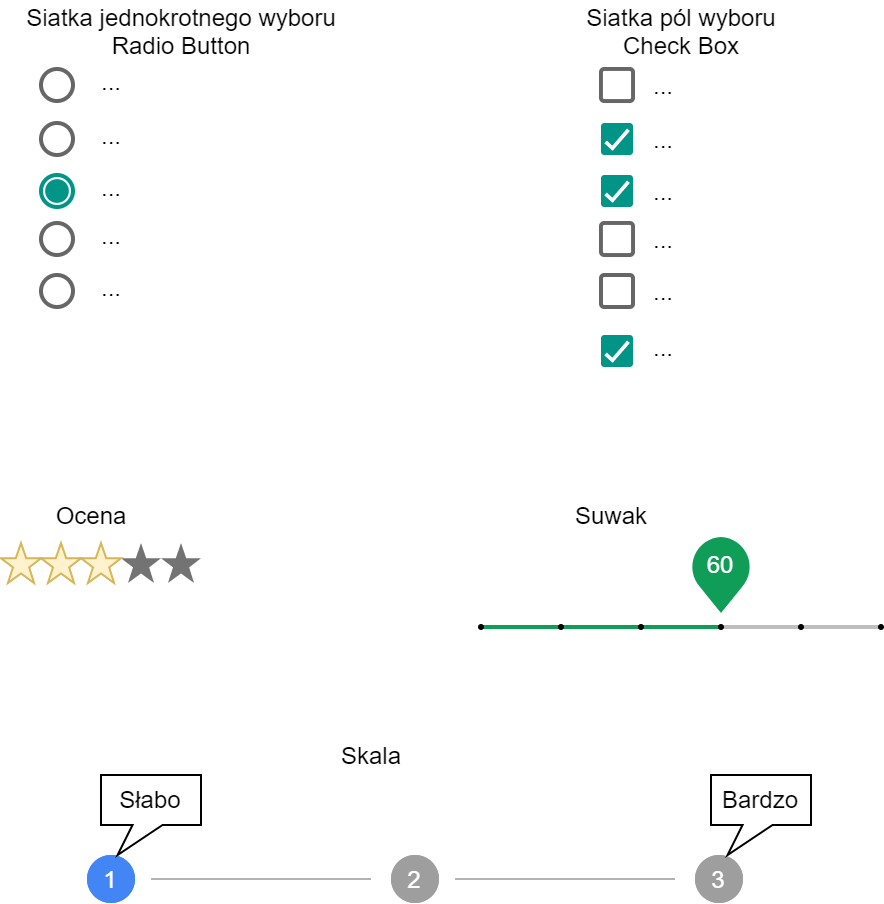 Siatka jednokrotnego wyboru
Radio Button
...
...
...
...
...
Siatka pól wyboru
Check Box
...
...
...
...
...
...
Ocena
Suwak
60
Skala
Słabo
Bardzo
1
2
3